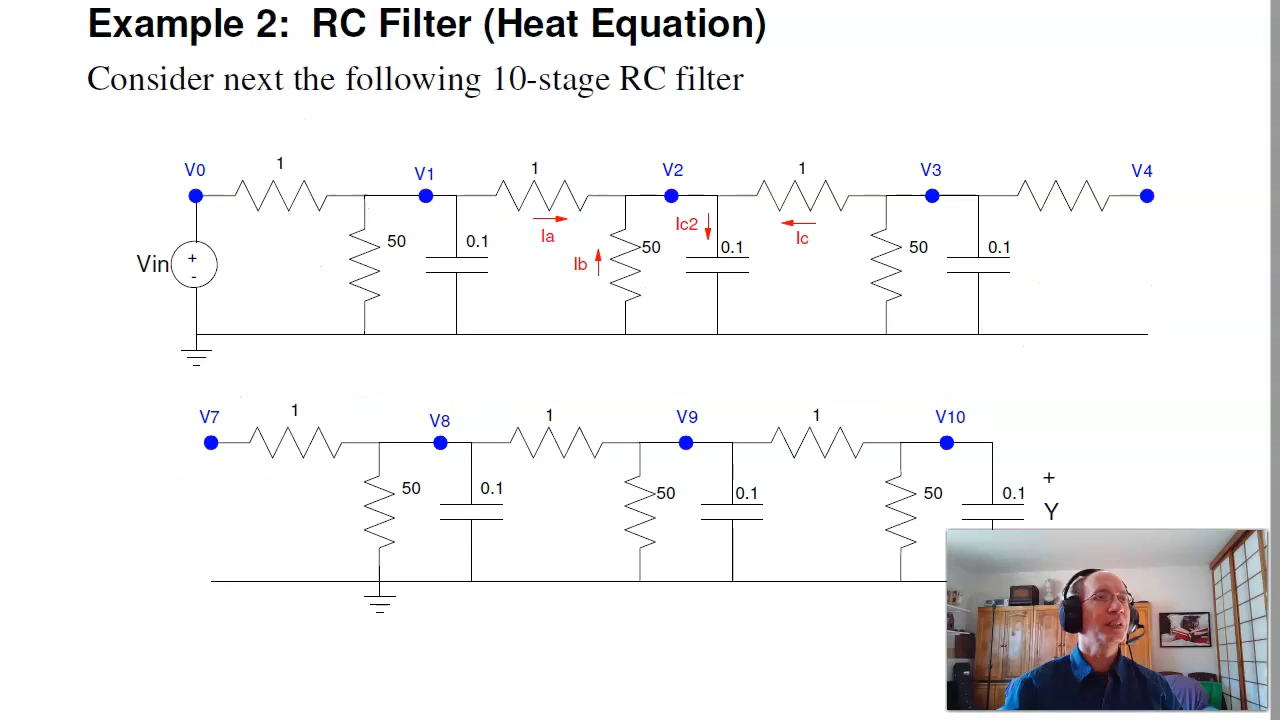 Example 2: RC Filter (Heat Equation)
Consider next the following 10-stage RC filter
V0 1 V1 1 V2 1 V3 V4
Ia Ic2 Ic
50 0.1 50 0.1 50 0.1
Vin + - Ib
V7 1 V8 1 V9 1 V10
50 0.1 50 0.1 50 0.1 +
Y